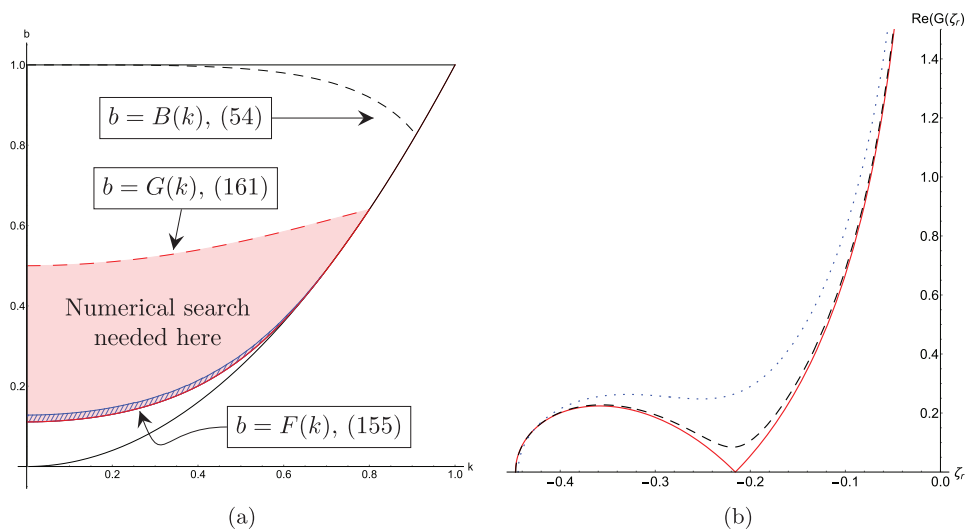 b
1.0
0.8
0.6
0.4
0.2
0.2
0.4
0.6
0.8
1.0
k
b = B(k), (54)
b = G(k), (161)
Numerical search
needed here
b = F(k), (155)
(a)
Re(G(ζr)
1.4
1.2
1.0
0.8
0.6
0.4
0.2
−0.4
−0.3
−0.2
−0.1
0.0
ζr
(b)